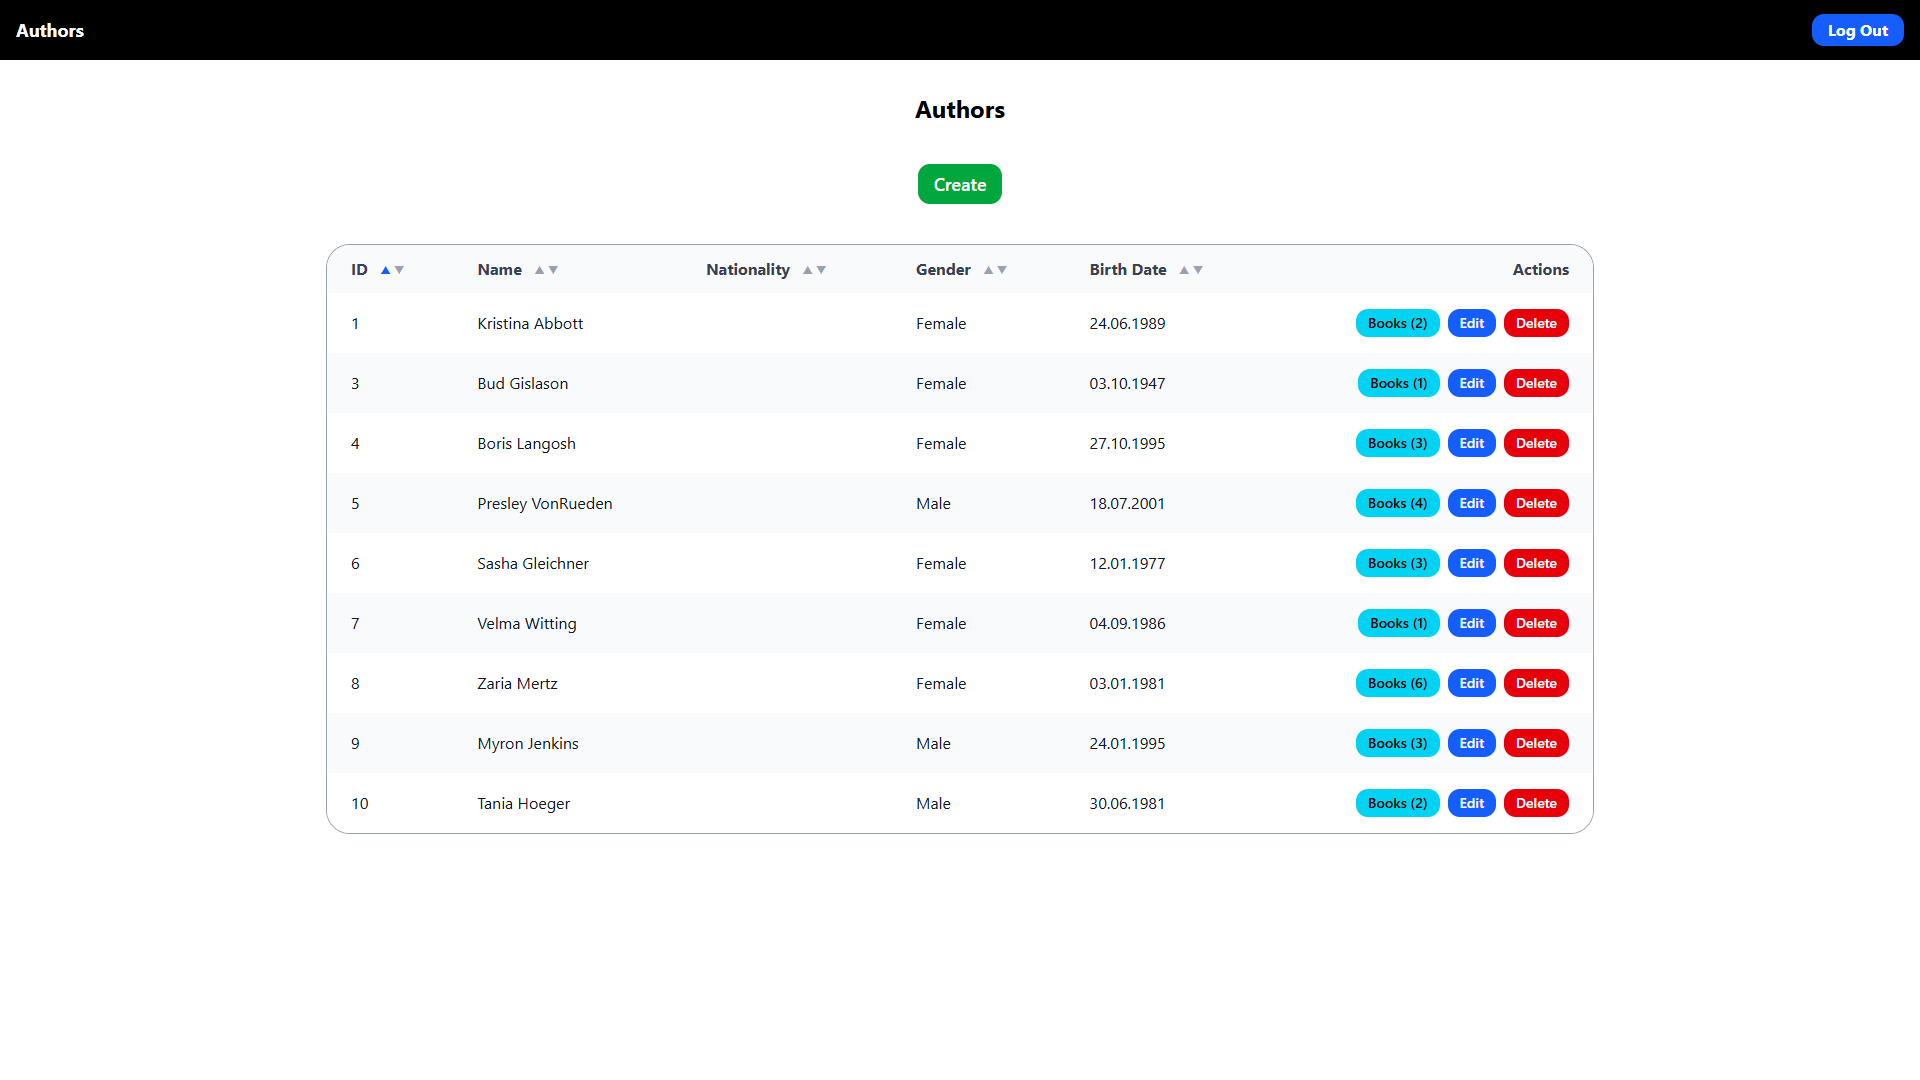 Authors Log Out
Authors
Create
ID ▲▼ Name ▲▼ Nationality ▲▼ Gender ▲▼ Birth Date ▲▼ Actions
1 Kristina Abbott Female 24.06.1989 Books (2) Edit Delete
3 Bud Gislason Female 03.10.1947 Books (1) Edit Delete
4 Boris Langosh Female 27.10.1995 Books (3) Edit Delete
5 Presley VonRueden Male 18.07.2001 Books (4) Edit Delete
6 Sasha Gleichner Female 12.01.1977 Books (3) Edit Delete
7 Velma Witting Female 04.09.1986 Books (1) Edit Delete
8 Zaria Mertz Female 03.01.1981 Books (6) Edit Delete
9 Myron Jenkins Male 24.01.1995 Books (3) Edit Delete
10 Tania Hoeger Male 30.06.1981 Books (2) Edit Delete